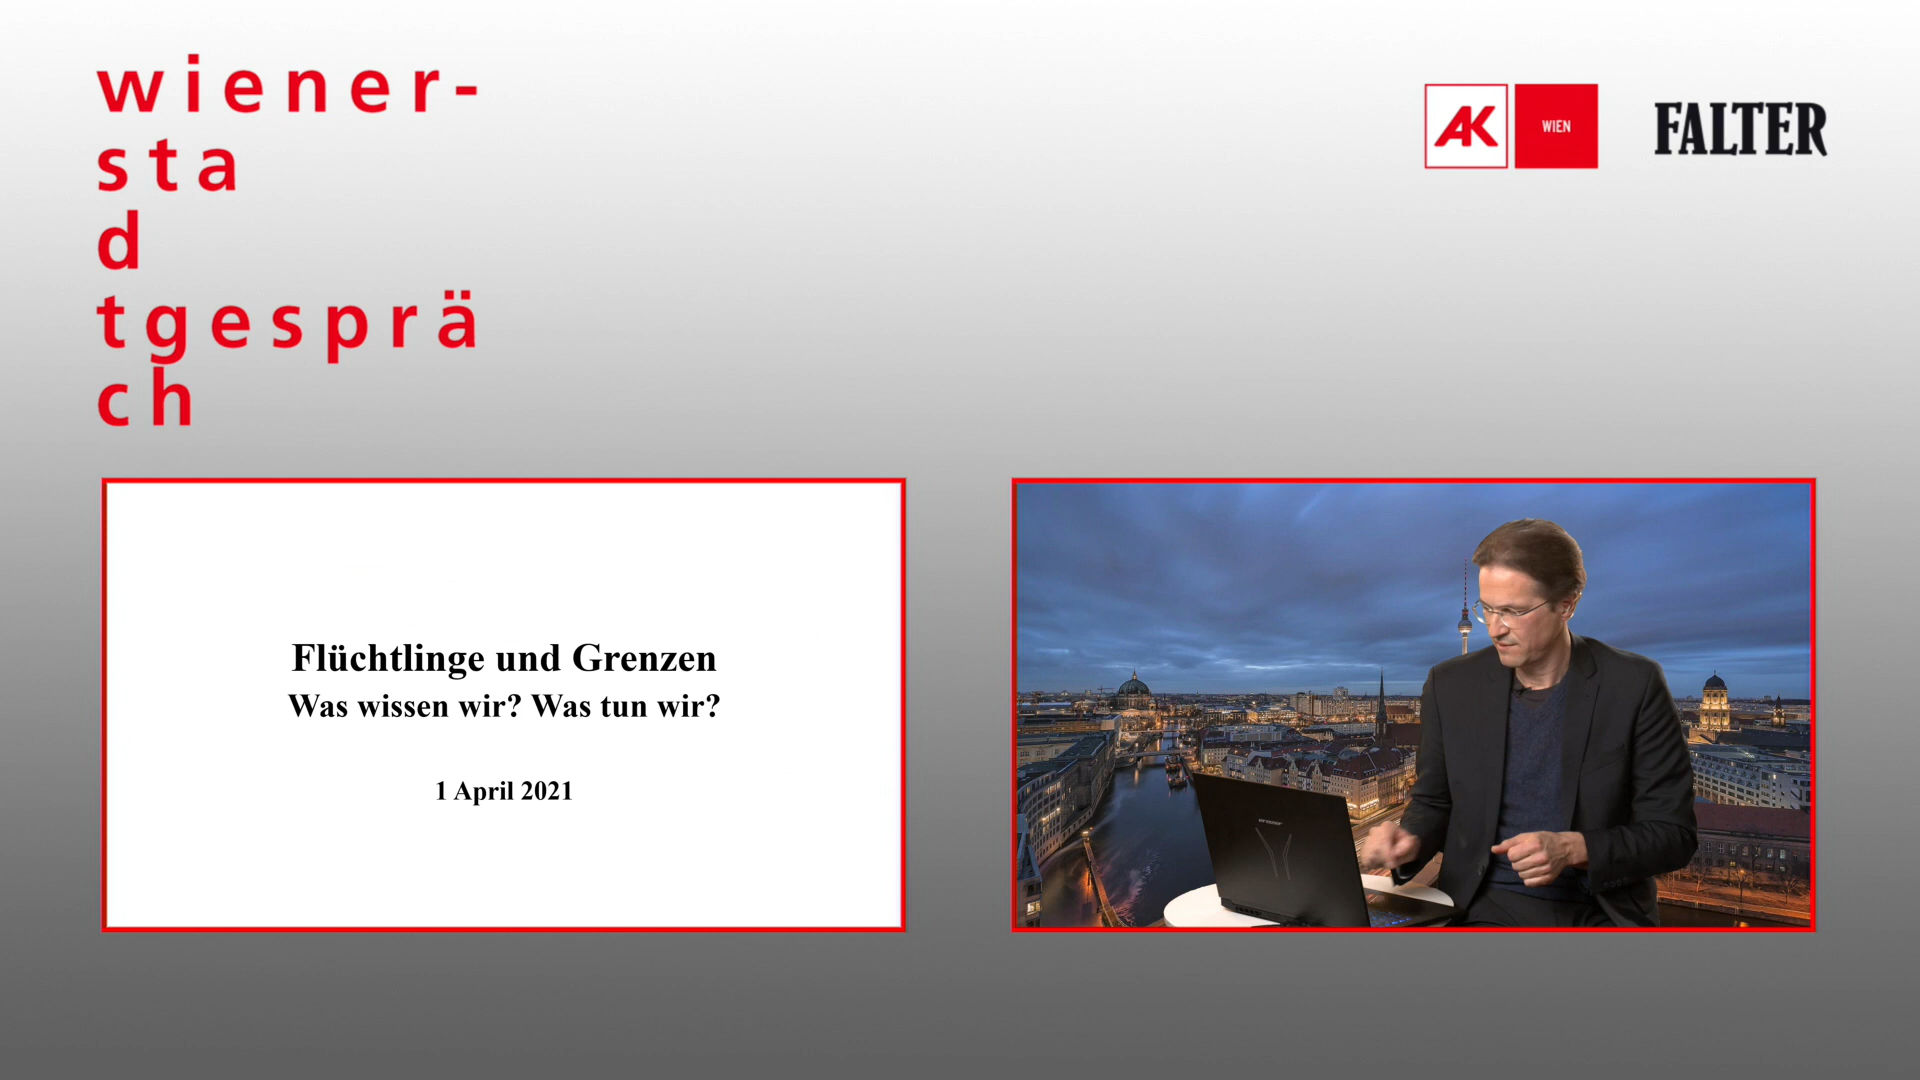 wiener-
sta
d
tgesprä
ch
AK
WIEN
FALTER
Flüchtlinge und Grenzen
Was wissen wir? Was tun wir?
1 April 2021